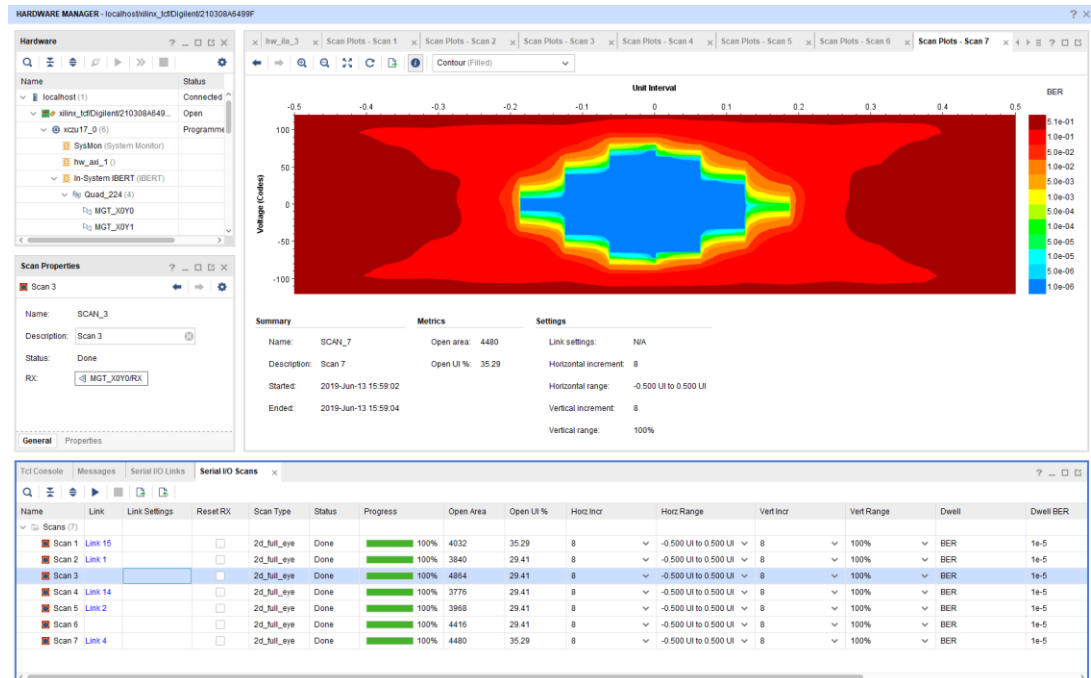 HARDWARE MANAGER - localhost/xilinx_tcf/Digilent/210308A6499F
Hardware
Name Status
localhost (1) Connected
xilinx_tcf/Digilent/210308A649... Open
xczu17_0 (6) Programme
SysMon (System Monitor)
hw_axi_1 ()
In-System IBERT (IBERT)
Quad_224 (4)
MGT_X0Y0
MGT_X0Y1
Scan Properties
Scan 3
Name: SCAN_3
Description: Scan 3
Status: Done
RX: MGT_X0Y0/RX
General Properties
hw_ila_3 Scan Plots - Scan 1 Scan Plots - Scan 2 Scan Plots - Scan 3 Scan Plots - Scan 4 Scan Plots - Scan 5 Scan Plots - Scan 6 Scan Plots - Scan 7
Contour (Filled)
Unit Interval
BER
-0.5 -0.4 -0.3 -0.2 -0.1 0 0.1 0.2 0.3 0.4 0.5
Voltage (Codes)
100
50
0
-50
-100
5.1e-01
1.0e-01
5.0e-02
1.0e-02
5.0e-03
1.0e-03
5.0e-04
1.0e-04
5.0e-05
1.0e-05
5.0e-06
1.0e-06
Summary Metrics Settings
Name: SCAN_7 Open area: 4480 Link settings: N/A
Description: Scan 7 Open UI %: 35.29 Horizontal increment: 8
Started: 2019-Jun-13 15:59:02 Horizontal range: -0.500 UI to 0.500 UI
Ended: 2019-Jun-13 15:59:04 Vertical increment: 8
Vertical range: 100%
Tcl Console Messages Serial I/O Links Serial I/O Scans
Name Link Link Settings Reset RX Scan Type Status Progress Open Area Open UI % Horz Incr Horz Range Vert Incr Vert Range Dwell Dwell BER
Scans (7)
Scan 1 Link 15 2d_full_eye Done 100% 4032 35.29 8 -0.500 UI to 0.500 UI 8 100% BER 1e-5
Scan 2 Link 1 2d_full_eye Done 100% 3840 29.41 8 -0.500 UI to 0.500 UI 8 100% BER 1e-5
Scan 3 2d_full_eye Done 100% 4864 29.41 8 -0.500 UI to 0.500 UI 8 100% BER 1e-5
Scan 4 Link 14 2d_full_eye Done 100% 3776 29.41 8 -0.500 UI to 0.500 UI 8 100% BER 1e-5
Scan 5 Link 2 2d_full_eye Done 100% 3968 29.41 8 -0.500 UI to 0.500 UI 8 100% BER 1e-5
Scan 6 2d_full_eye Done 100% 4416 29.41 8 -0.500 UI to 0.500 UI 8 100% BER 1e-5
Scan 7 Link 4 2d_full_eye Done 100% 4480 35.29 8 -0.500 UI to 0.500 UI 8 100% BER 1e-5